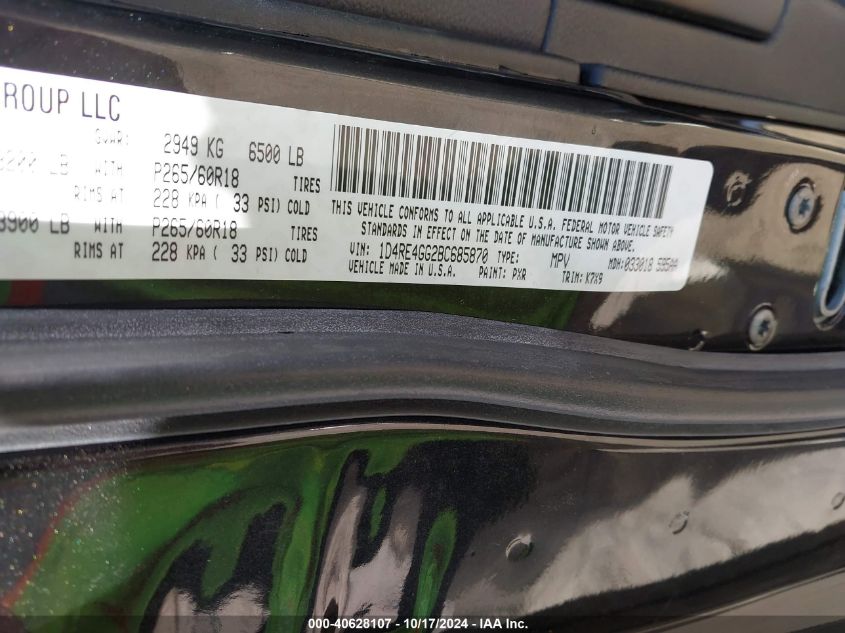 ROUP LLC
GVWR: 2949 KG 6500 LB
LB WITH P265/60R18 TIRES
RIMS AT 228 KPA ( 33 PSI) COLD
3900 LB WITH P265/60R18 TIRES
RIMS AT 228 KPA ( 33 PSI) COLD
THIS VEHICLE CONFORMS TO ALL APPLICABLE U.S.A. FEDERAL MOTOR VEHICLE SAFETY
STANDARDS IN EFFECT ON THE DATE OF MANUFACTURE SHOWN ABOVE.
VIN: 1D4RE4GG2BC685870 TYPE: MPV MDH: 033018 595AA
VEHICLE MADE IN U.S.A. PAINT: PXR TRIM: K7X9
000-40628107 - 10/17/2024 - IAA Inc.